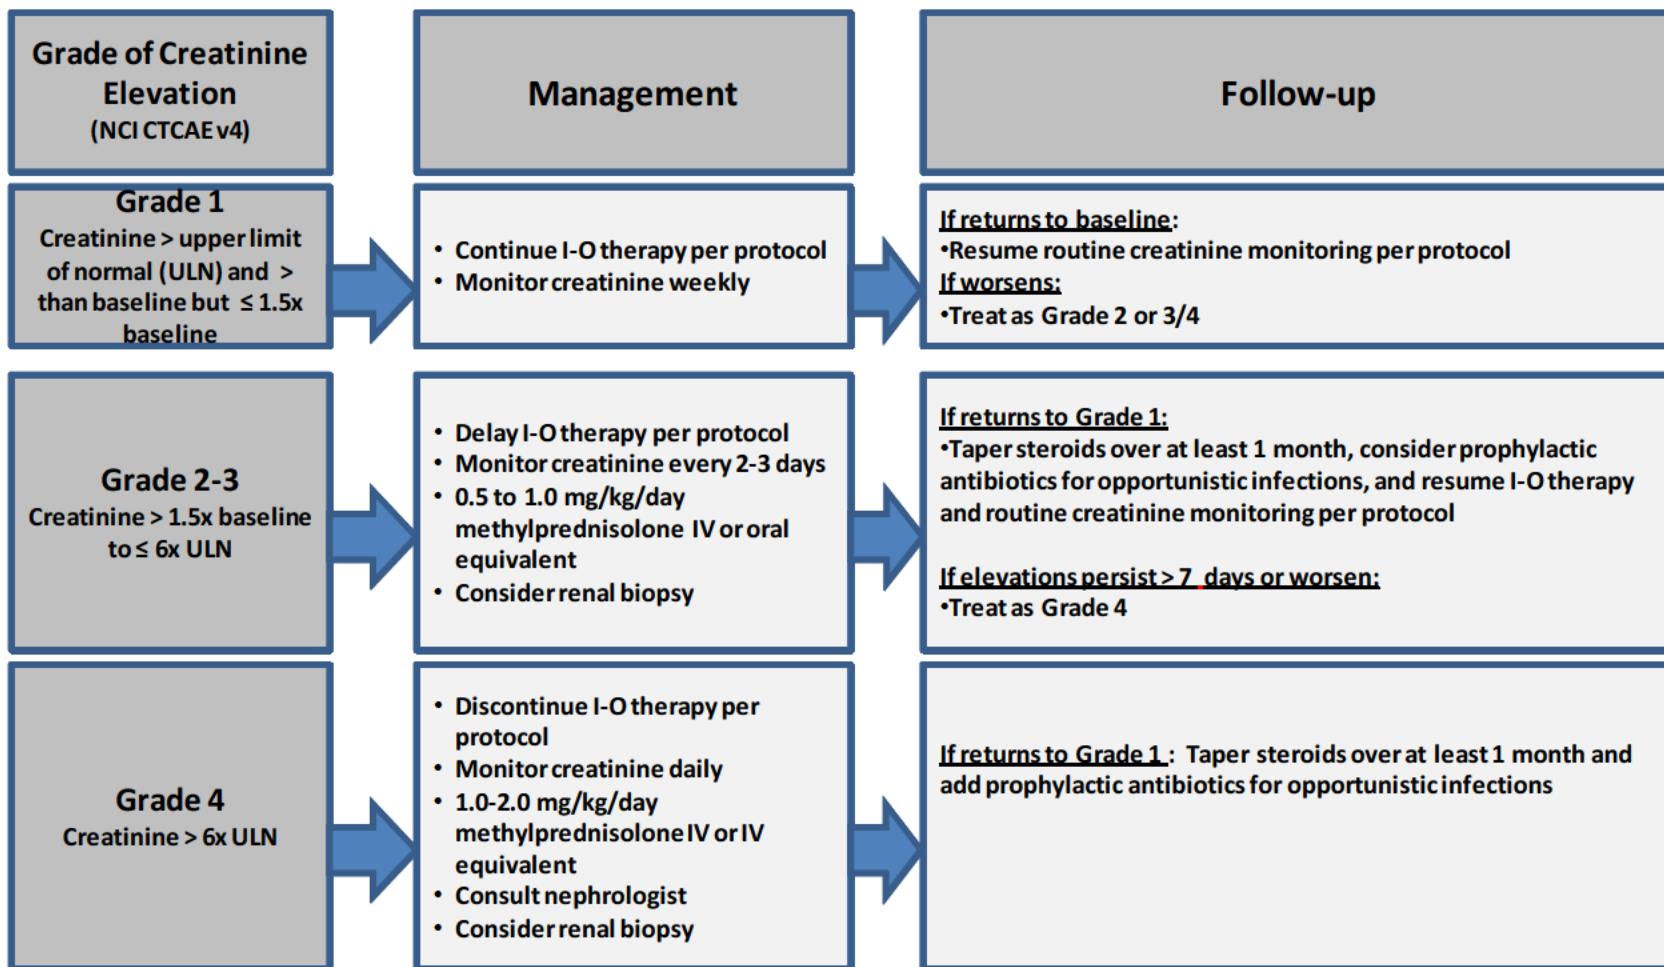 Grade of Creatinine
Elevation
(NCI CTCAE v4)
Management
Follow-up
Grade 1
Creatinine > upper limit
of normal (ULN) and >
than baseline but ≤ 1.5x
baseline
• Continue I-O therapy per protocol
• Monitor creatinine weekly
If returns to baseline:
•Resume routine creatinine monitoring per protocol
If worsens:
•Treat as Grade 2 or 3/4
Grade 2-3
Creatinine > 1.5x baseline
to ≤ 6x ULN
• Delay I-O therapy per protocol
• Monitor creatinine every 2-3 days
• 0.5 to 1.0 mg/kg/day
methylprednisolone IV or oral
equivalent
• Consider renal biopsy
If returns to Grade 1:
•Taper steroids over at least 1 month, consider prophylactic
antibiotics for opportunistic infections, and resume I-O therapy
and routine creatinine monitoring per protocol
If elevations persist > 7 days or worsen:
•Treat as Grade 4
Grade 4
Creatinine > 6x ULN
• Discontinue I-O therapy per
protocol
• Monitor creatinine daily
• 1.0-2.0 mg/kg/day
methylprednisolone IV or IV
equivalent
• Consult nephrologist
• Consider renal biopsy
If returns to Grade 1 : Taper steroids over at least 1 month and
add prophylactic antibiotics for opportunistic infections